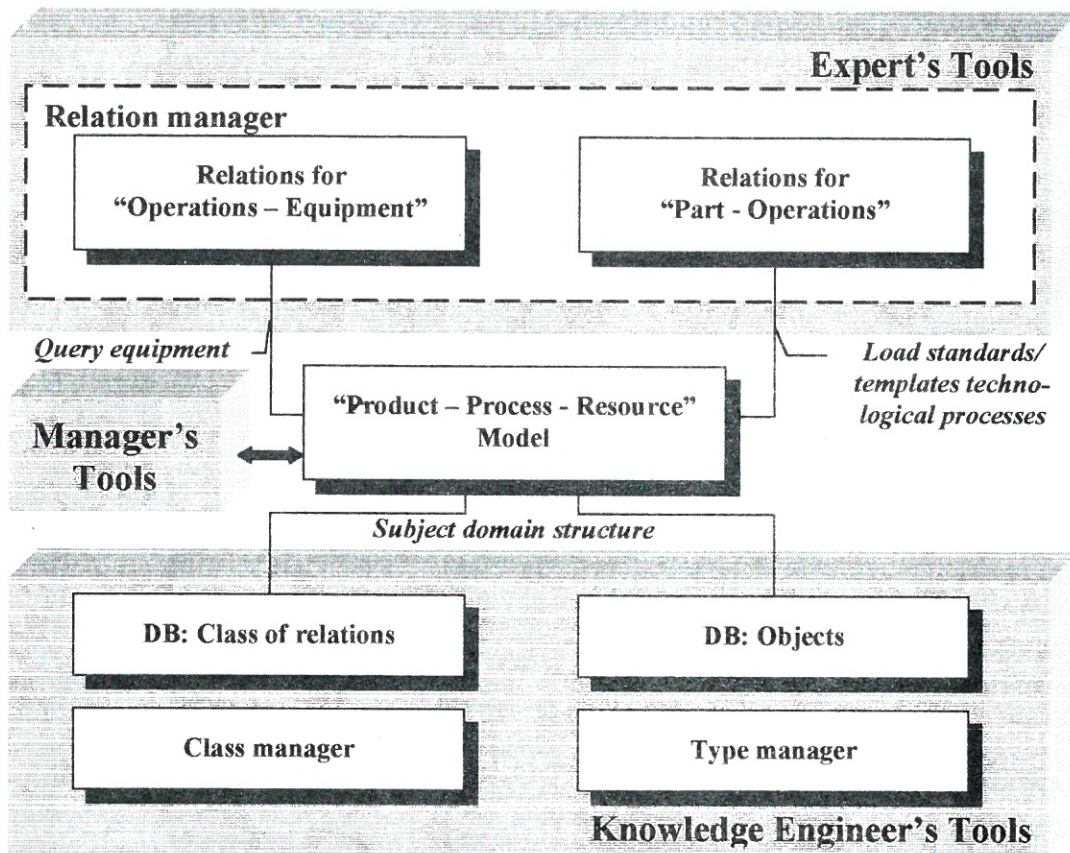 Expert's Tools
Relation manager
Relations for
“Operations – Equipment”
Relations for
“Part - Operations”
Query equipment
Load standards/
templates techno-
logical processes
“Product – Process - Resource”
Model
Manager's
Tools
Subject domain structure
DB: Class of relations
DB: Objects
Class manager
Type manager
Knowledge Engineer's Tools